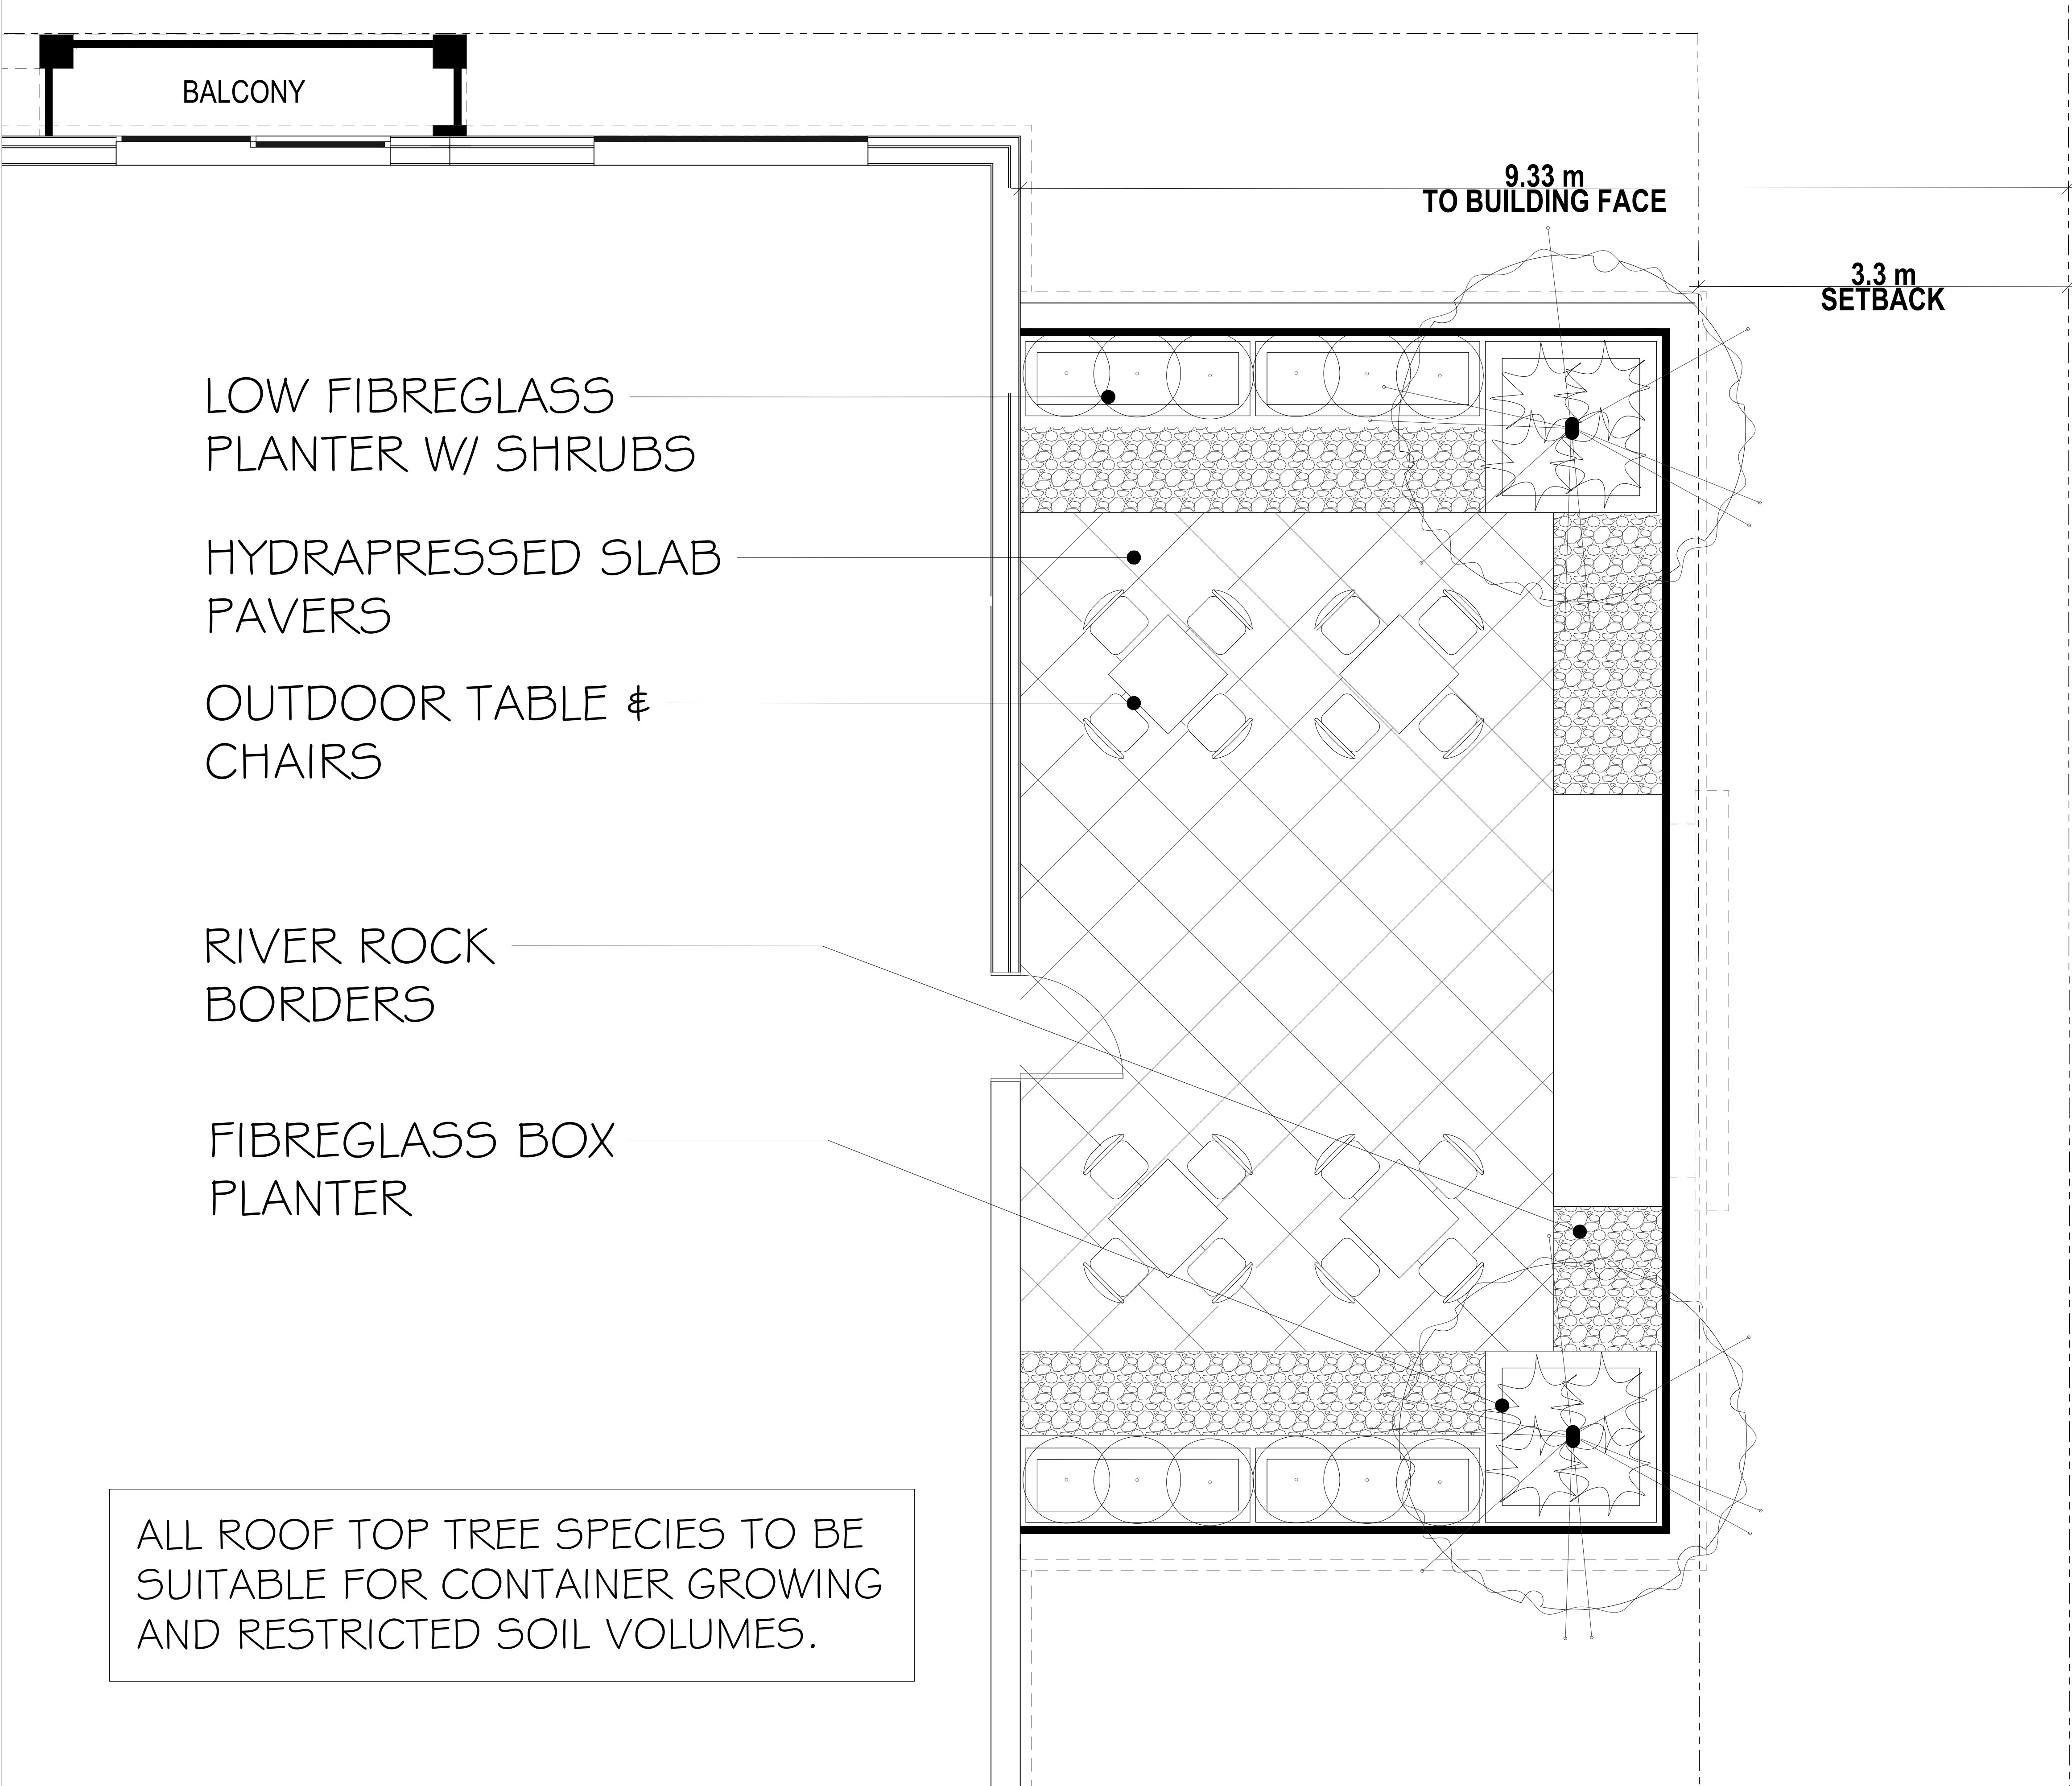 BALCONY
9.33 m
TO BUILDING FACE
3.3 m
SETBACK
LOW FIBREGLASS
PLANTER W/ SHRUBS
HYDRAPRESSED SLAB
PAVERS
OUTDOOR TABLE &
CHAIRS
RIVER ROCK
BORDERS
FIBREGLASS BOX
PLANTER
ALL ROOF TOP TREE SPECIES TO BE
SUITABLE FOR CONTAINER GROWING
AND RESTRICTED SOIL VOLUMES.